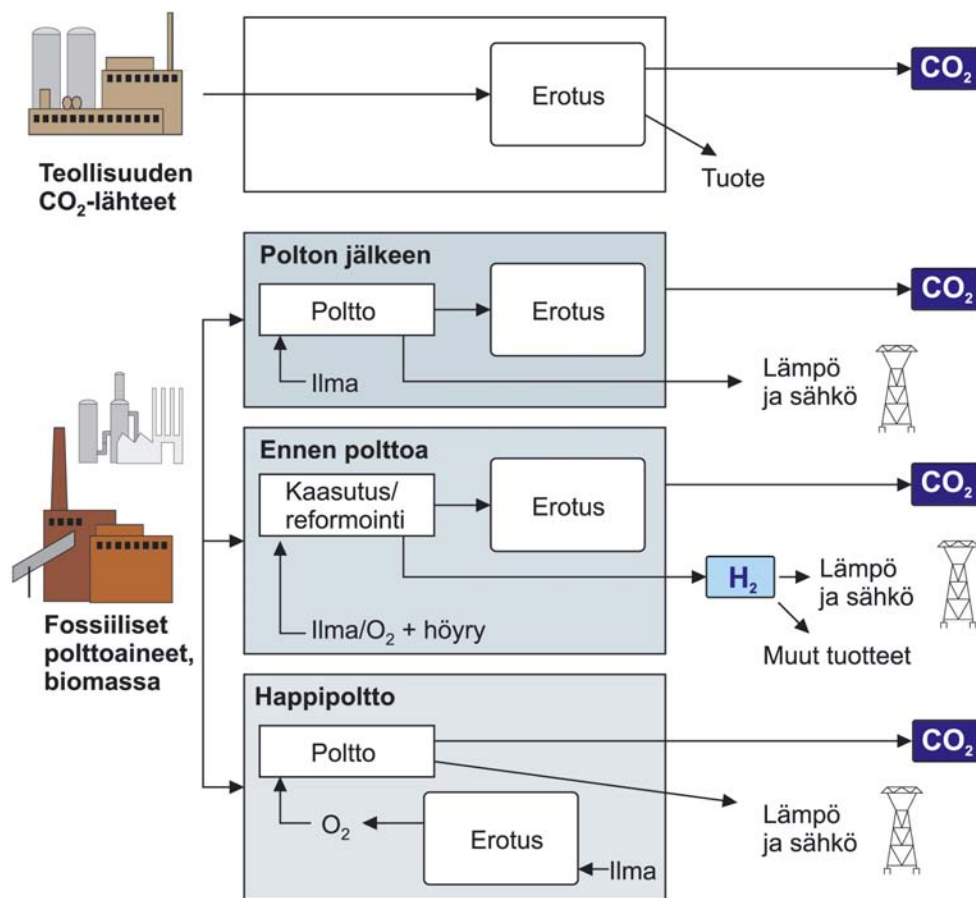 Erotus
CO₂
Tuote
Teollisuuden
CO₂-lähteet
Polton jälkeen
Poltto
Erotus
CO₂
Ilma
Lämpö
ja sähkö
Ennen polttoa
Kaasutus/
reformointi
Erotus
CO₂
H₂
Lämpö
ja sähkö
Ilma/O₂ + höyry
Muut tuotteet
Fossiiliset
polttoaineet,
biomassa
Happipoltto
Poltto
CO₂
O₂
Erotus
Ilma
Lämpö
ja sähkö